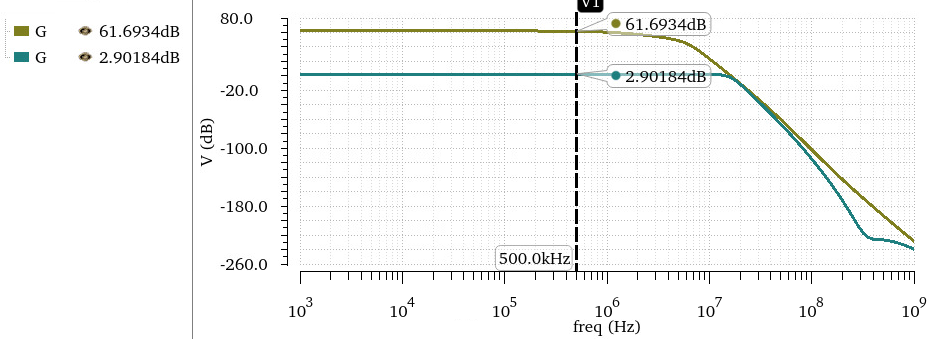 G 61.6934dB
G 2.90184dB
V1
80.0
-20.0
-100.0
-180.0
-260.0
V (dB)
61.6934dB
2.90184dB
500.0kHz
10^3 10^4 10^5 10^6 10^7 10^8 10^9
freq (Hz)